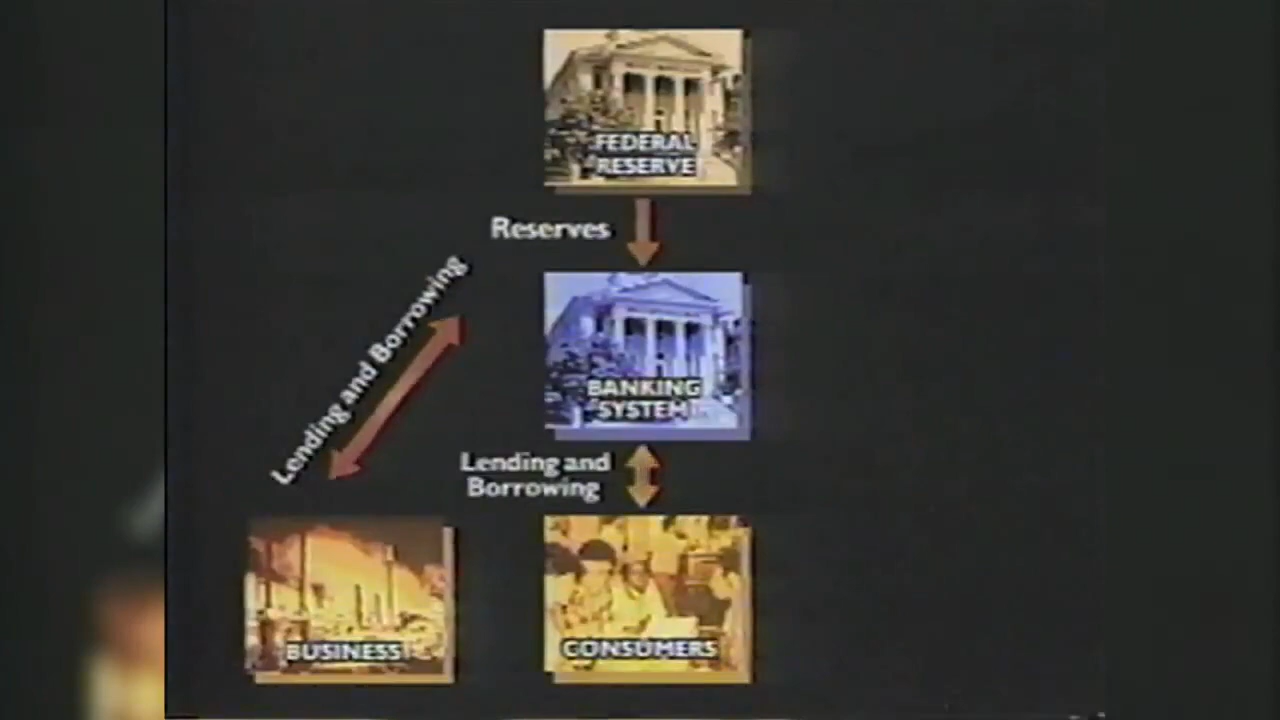 FEDERAL
RESERVE
Reserves
Lending and Borrowing
BANKING
SYSTEM
Lending and
Borrowing
BUSINESS
CONSUMERS